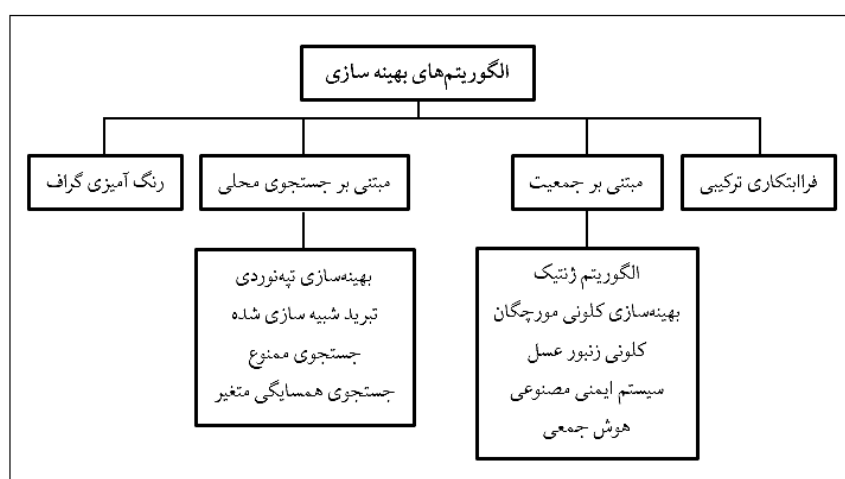 الگوریتم‌های بهینه سازی
فراابتکاری ترکیبی
مبتنی بر جمعیت
مبتنی بر جستجوی محلی
رنگ آمیزی گراف
الگوریتم ژنتیک
بهینه‌سازی کلونی مورچگان
کلونی زنبور عسل
سیستم ایمنی مصنوعی
هوش جمعی
بهینه‌سازی تپه‌نوردی
تبرید شبیه سازی شده
جستجوی ممنوع
جستجوی همسایگی متغیر